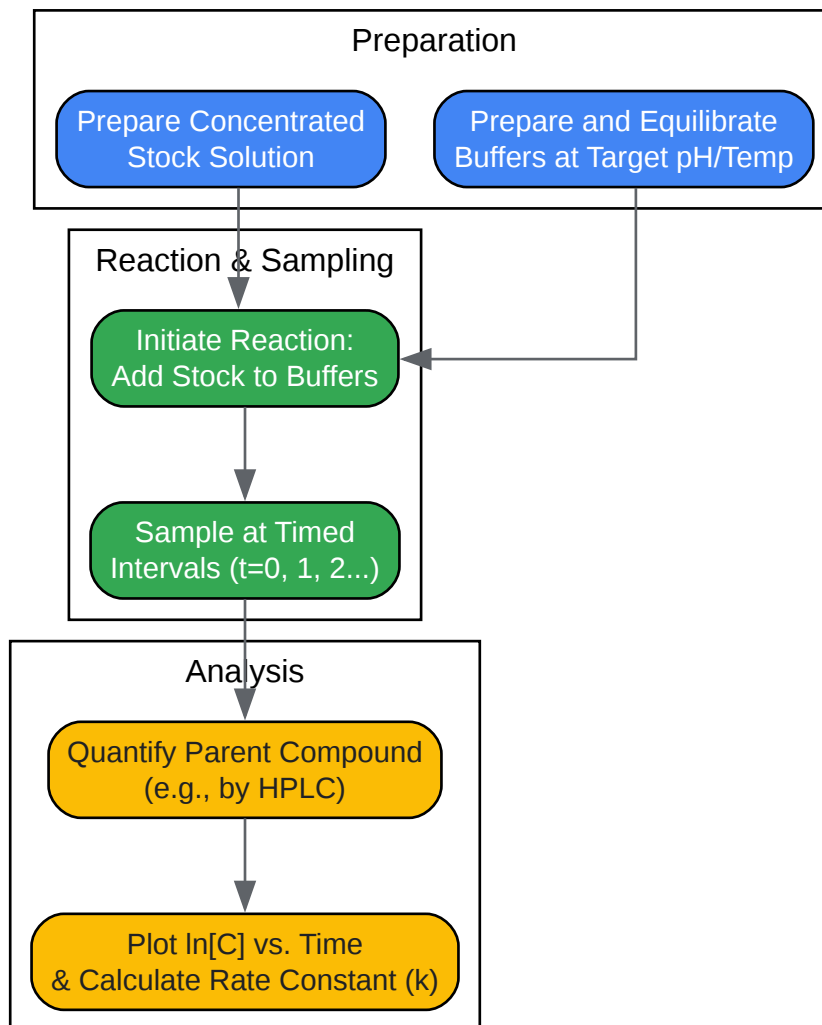 Preparation
Prepare Concentrated
Stock Solution
Prepare and Equilibrate
Buffers at Target pH/Temp
Reaction & Sampling
Initiate Reaction:
Add Stock to Buffers
Sample at Timed
Intervals (t=0, 1, 2...)
Analysis
Quantify Parent Compound
(e.g., by HPLC)
Plot ln[C] vs. Time
& Calculate Rate Constant (k)